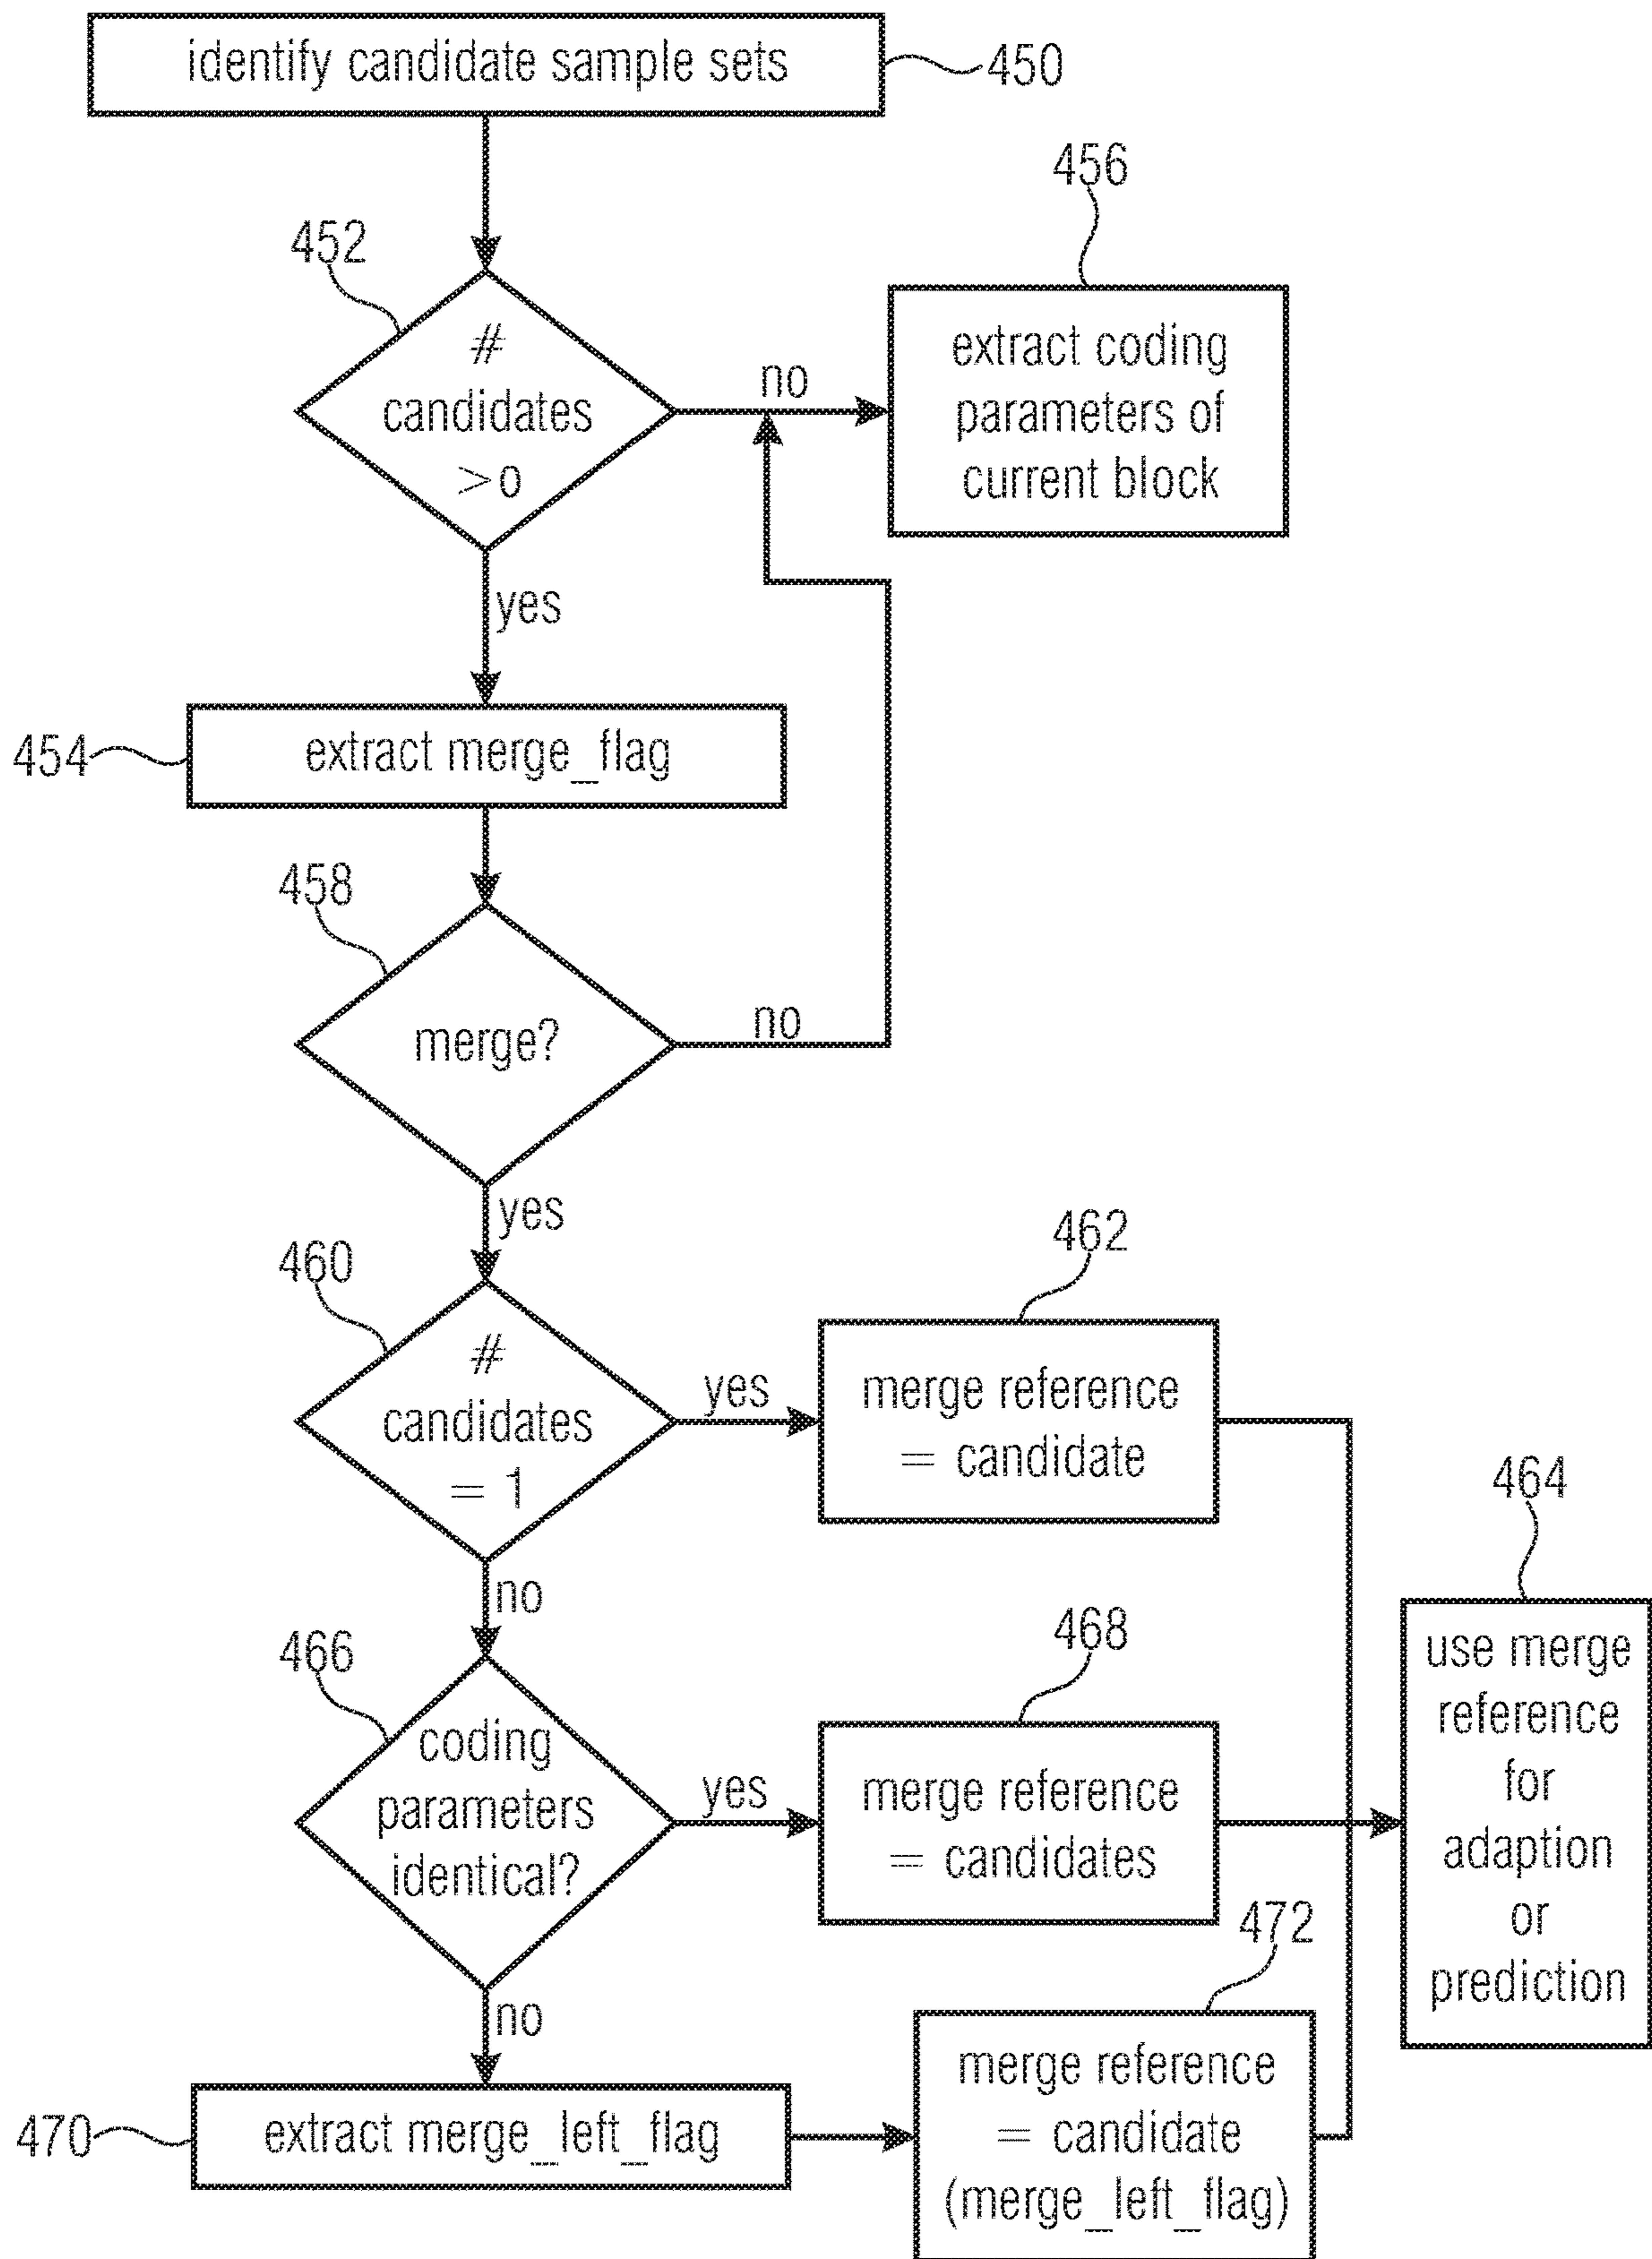 identify candidate sample sets
450
456
452
#
candidates
>o
no
extract coding
parameters of
current block
yes
454
extract merge_flag
458
merge?
no
yes
460
#
candidates
= 1
yes
462
merge reference
= candidate
464
no
466
coding
parameters
identical?
yes
468
merge reference
= candidates
use merge
reference
for
adaption
or
prediction
no
470
extract merge_left_flag
472
merge reference
= candidate
(merge_left_flag)